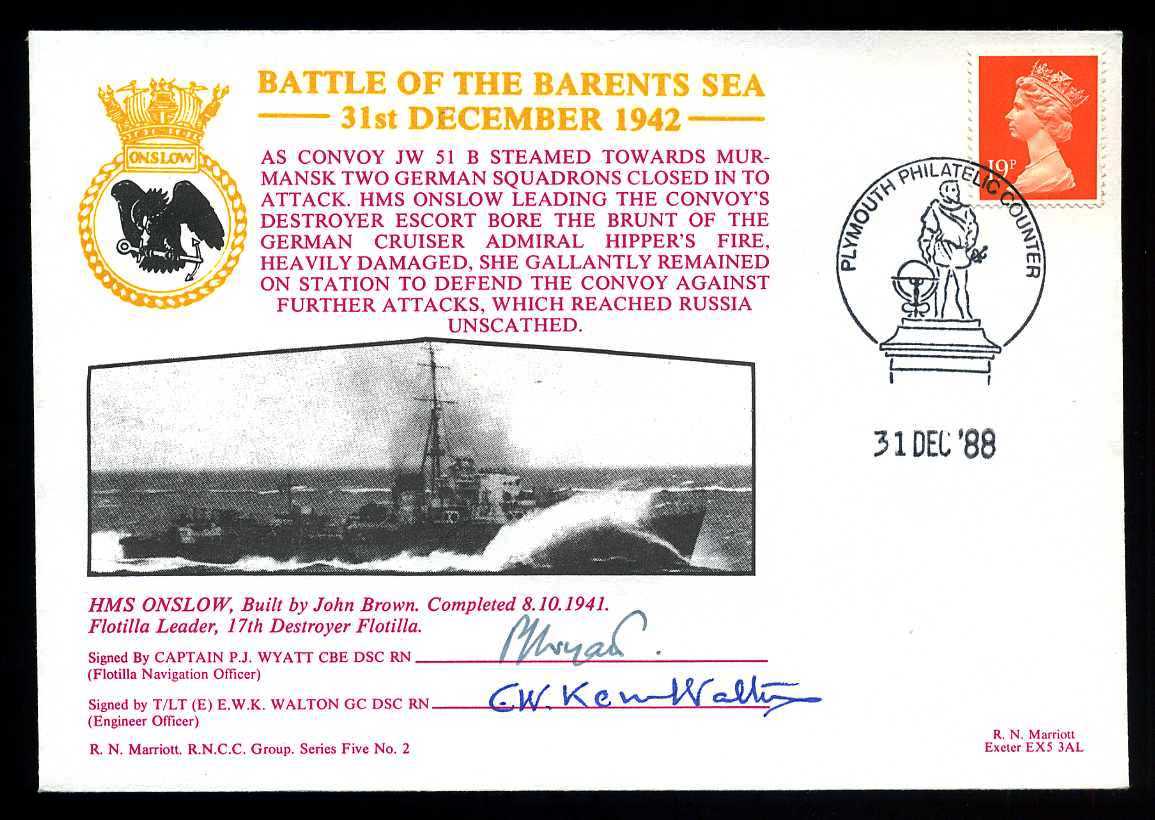 BATTLE OF THE BARENTS SEA
31st DECEMBER 1942
ONSLOW
AS CONVOY JW 51 B STEAMED TOWARDS MUR-
MANSK TWO GERMAN SQUADRONS CLOSED IN TO
ATTACK. HMS ONSLOW LEADING THE CONVOY'S
DESTROYER ESCORT BORE THE BRUNT OF THE
GERMAN CRUISER ADMIRAL HIPPER'S FIRE,
HEAVILY DAMAGED, SHE GALLANTLY REMAINED
ON STATION TO DEFEND THE CONVOY AGAINST
FURTHER ATTACKS, WHICH REACHED RUSSIA
UNSCATHED.
19P
PLYMOUTH PHILATELIC COUNTER
31 DEC '88
HMS ONSLOW, Built by John Brown. Completed 8.10.1941.
Flotilla Leader, 17th Destroyer Flotilla.
Signed By CAPTAIN P.J. WYATT CBE DSC RN
(Flotilla Navigation Officer)
Signed by T/LT (E) E.W.K. WALTON GC DSC RN E.W. Kevin Walton
(Engineer Officer)
R. N. Marriott. R.N.C.C. Group. Series Five No. 2
R. N. Marriott
Exeter EX5 3AL